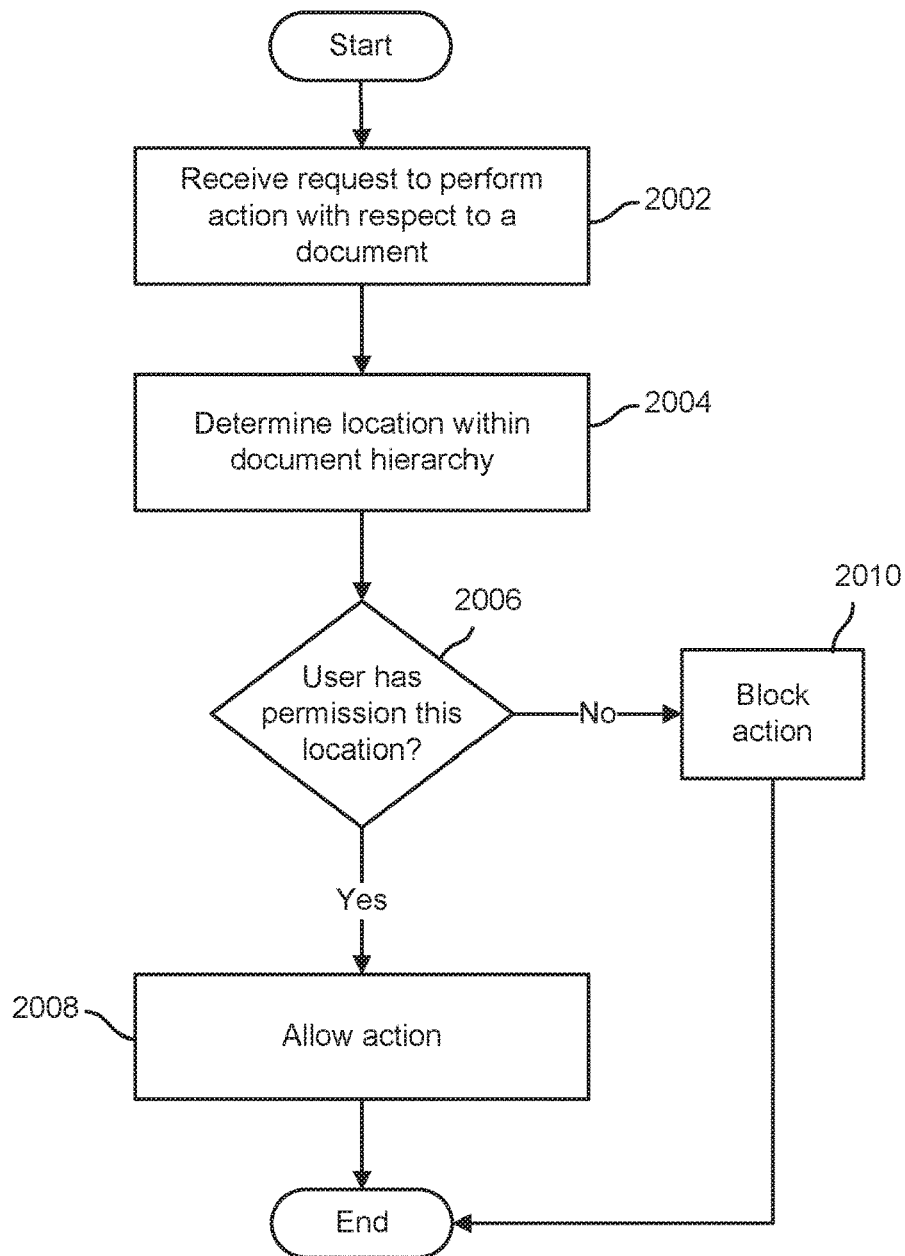 Start
Receive request to perform
action with respect to a
document
2002
Determine location within
document hierarchy
2004
2006
User has
permission this
location?
No
2010
Block
action
Yes
2008
Allow action
End